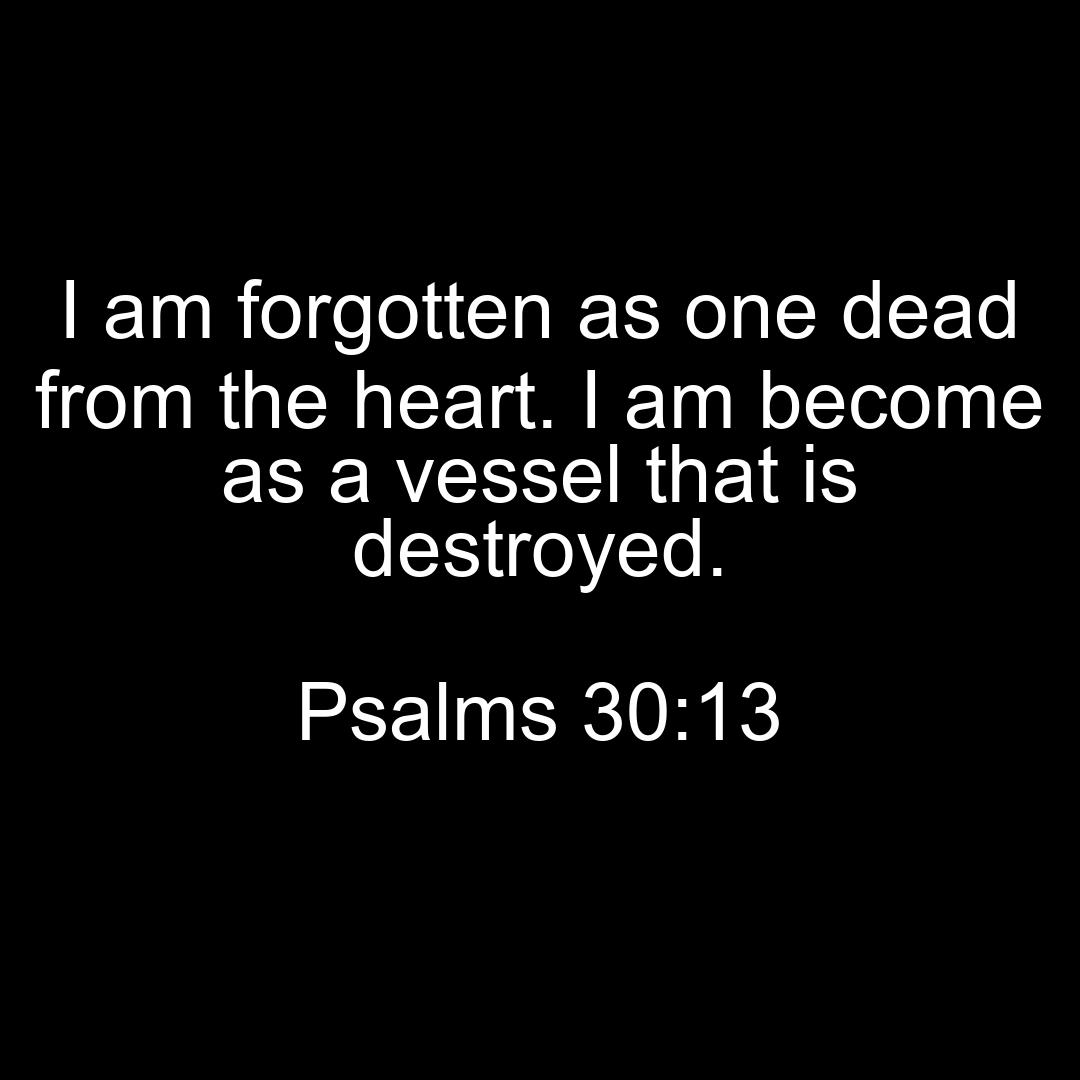 I am forgotten as one dead
from the heart. I am become
as a vessel that is
destroyed.
Psalms 30:13